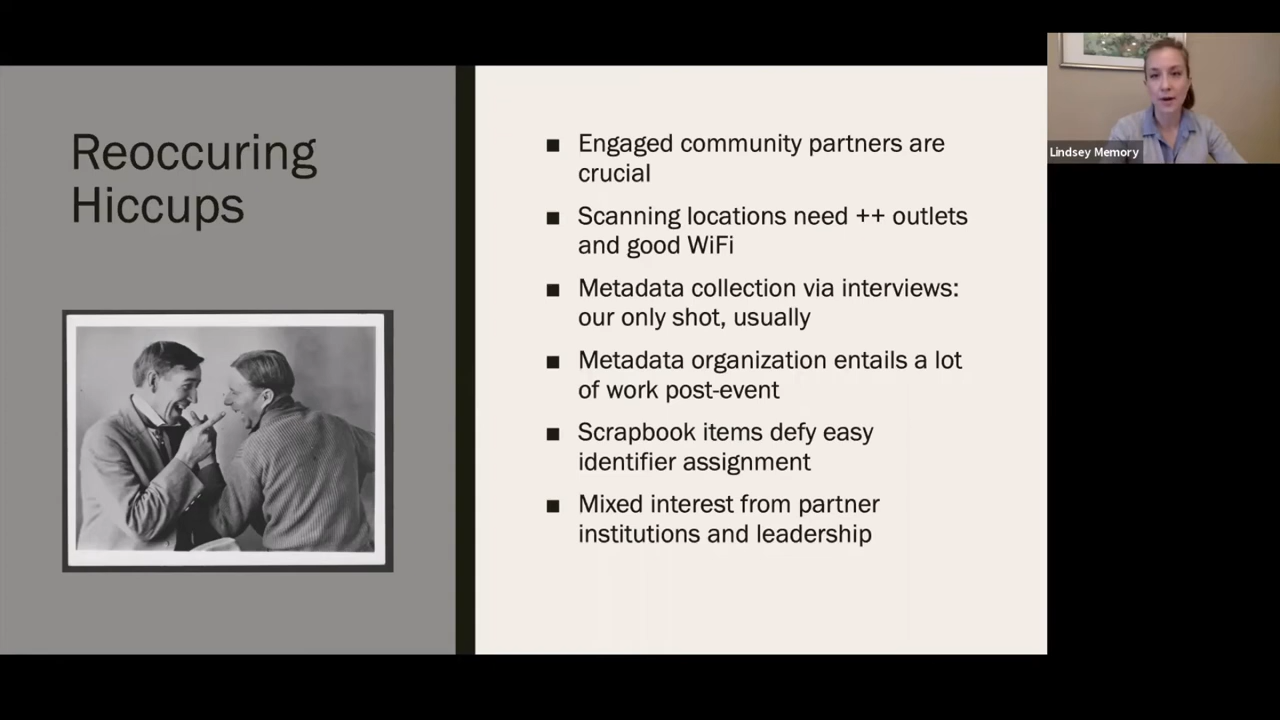 Reoccuring
Hiccups
■ Engaged community partners are
crucial
■ Scanning locations need ++ outlets
and good WiFi
■ Metadata collection via interviews:
our only shot, usually
■ Metadata organization entails a lot
of work post-event
■ Scrapbook items defy easy
identifier assignment
■ Mixed interest from partner
institutions and leadership
Lindsey Memory